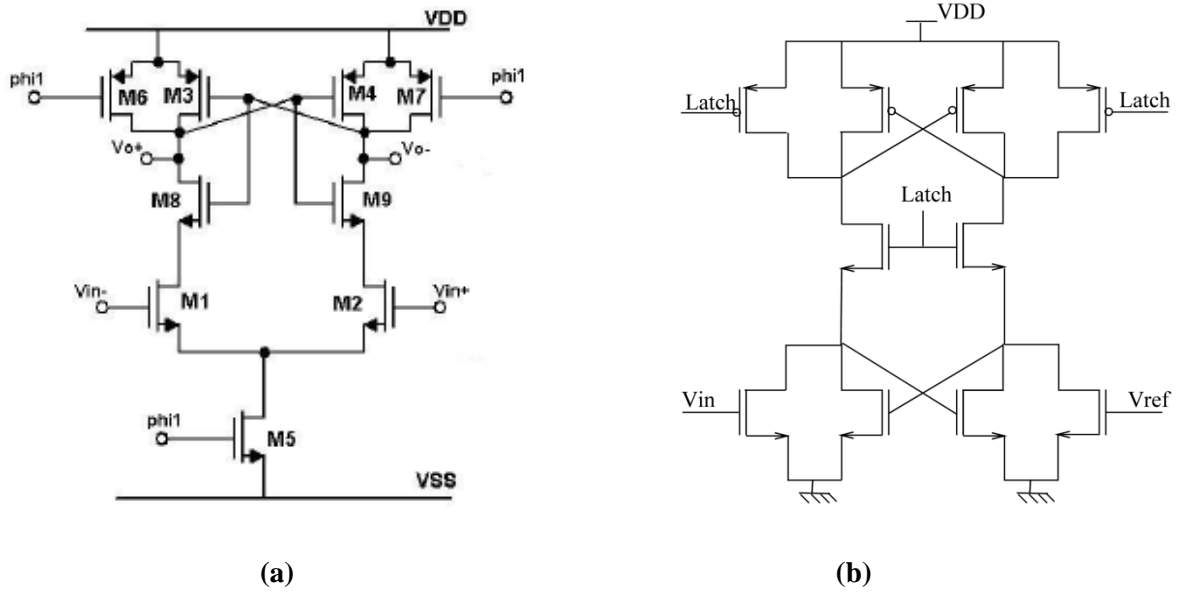 VDD
phi1
M6
M3
M4
M7
phi1
Vo+
Vo-
M8
M9
Vin-
M1
M2
Vin+
phi1
M5
VSS
(a)
VDD
Latch
Latch
Latch
Vin
Vref
(b)